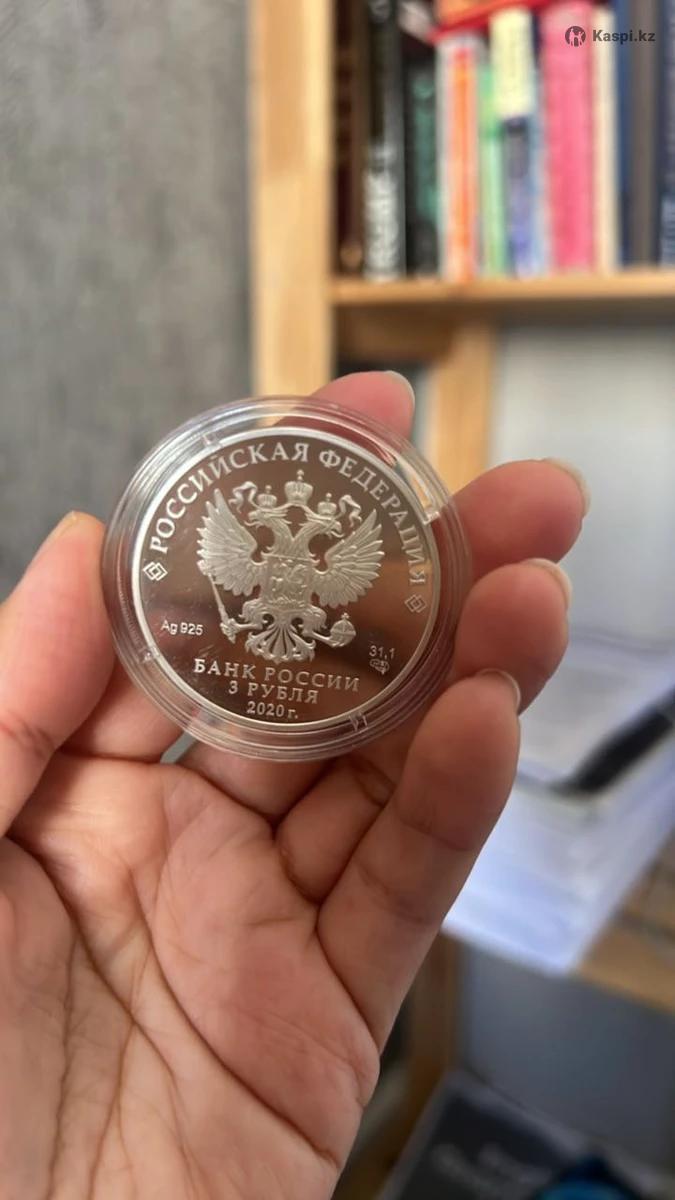 Kaspi.kz
РОССИЙСКАЯ ФЕДЕРАЦИЯ
Ag 925
31,1
БАНК РОССИИ
3 РУБЛЯ
2020 г.